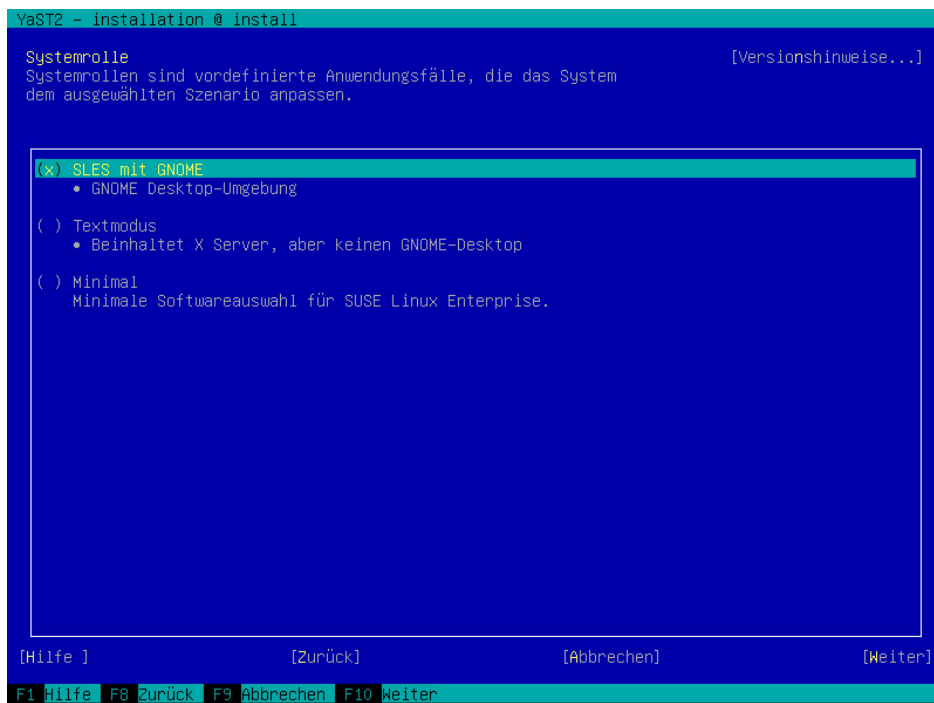 YaST2 - installation @ install
Systemrolle [Versionshinweise...]
Systemrollen sind vordefinierte Anwendungsfälle, die das System
dem ausgewählten Szenario anpassen.
(x) SLES mit GNOME
• GNOME Desktop-Umgebung
( ) Textmodus
• Beinhaltet X Server, aber keinen GNOME-Desktop
( ) Minimal
Minimale Softwareauswahl für SUSE Linux Enterprise.
[Hilfe ] [Zurück] [Abbrechen] [Weiter]
F1 Hilfe F8 Zurück F9 Abbrechen F10 Weiter